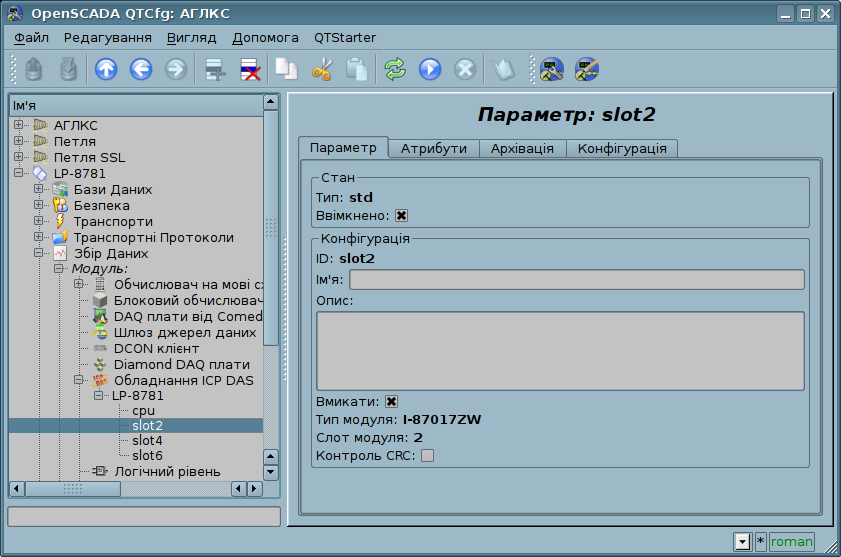 OpenSCADA QTCfg: АГЛКС
Файл Редагування Вигляд Допомога QTStarter
Ім'я
АГЛКС
Петля
Петля SSL
LP-8781
Бази Даних
Безпека
Транспорти
Транспортні Протоколи
Збір Даних
Модуль:
Обчислювач на мові
Блоковий обчислювач
DAQ плати від Comed
Шлюз джерел даних
DCON клієнт
Diamond DAQ плати
Обладнання ICP DAS
LP-8781
cpu
slot2
slot4
slot6
Логічний рівень
Параметр: slot2
Параметр Атрибути Архівація Конфігурація
Стан
Тип: std
Ввімкнено:
Конфігурація
ID: slot2
Ім'я:
Опис:
Вмикати:
Тип модуля: I-87017ZW
Слот модуля: 2
Контроль CRC:
* roman